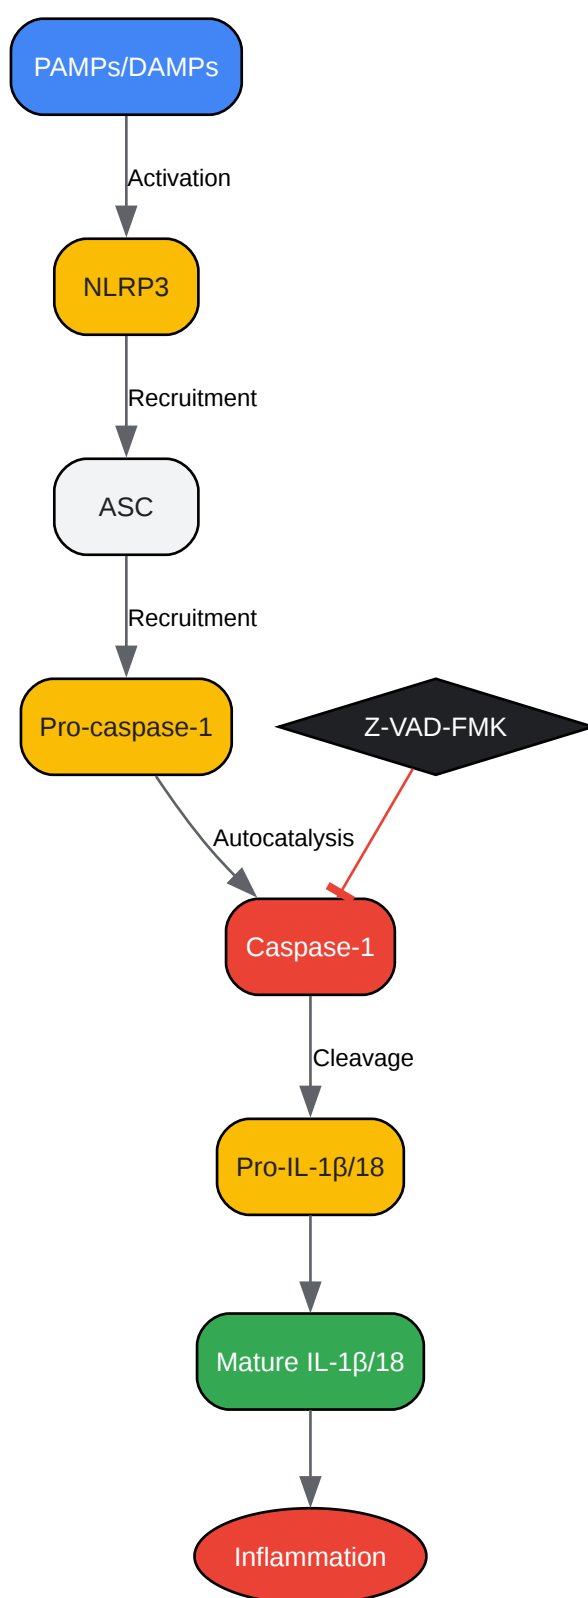 PAMPs/DAMPs
Activation
NLRP3
Recruitment
ASC
Recruitment
Pro-caspase-1
Z-VAD-FMK
Autocatalysis
Caspase-1
Cleavage
Pro-IL-1β/18
Mature IL-1β/18
Inflammation